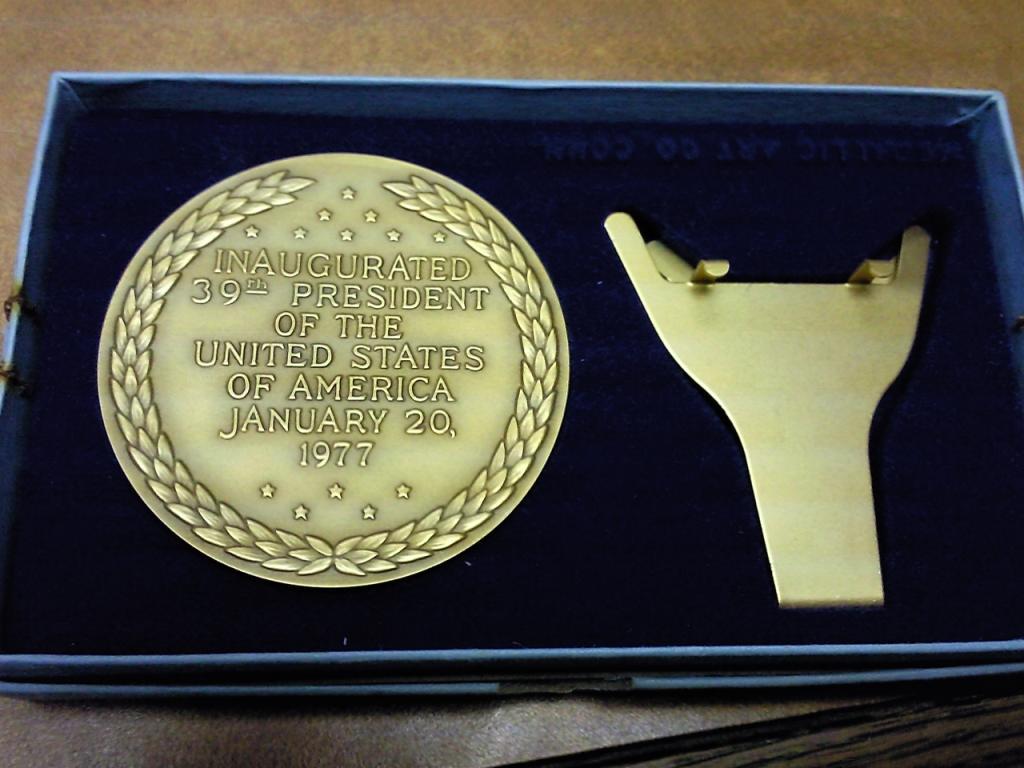 INAUGURATED
39th PRESIDENT
OF THE
UNITED STATES
OF AMERICA
JANUARY 20,
1977